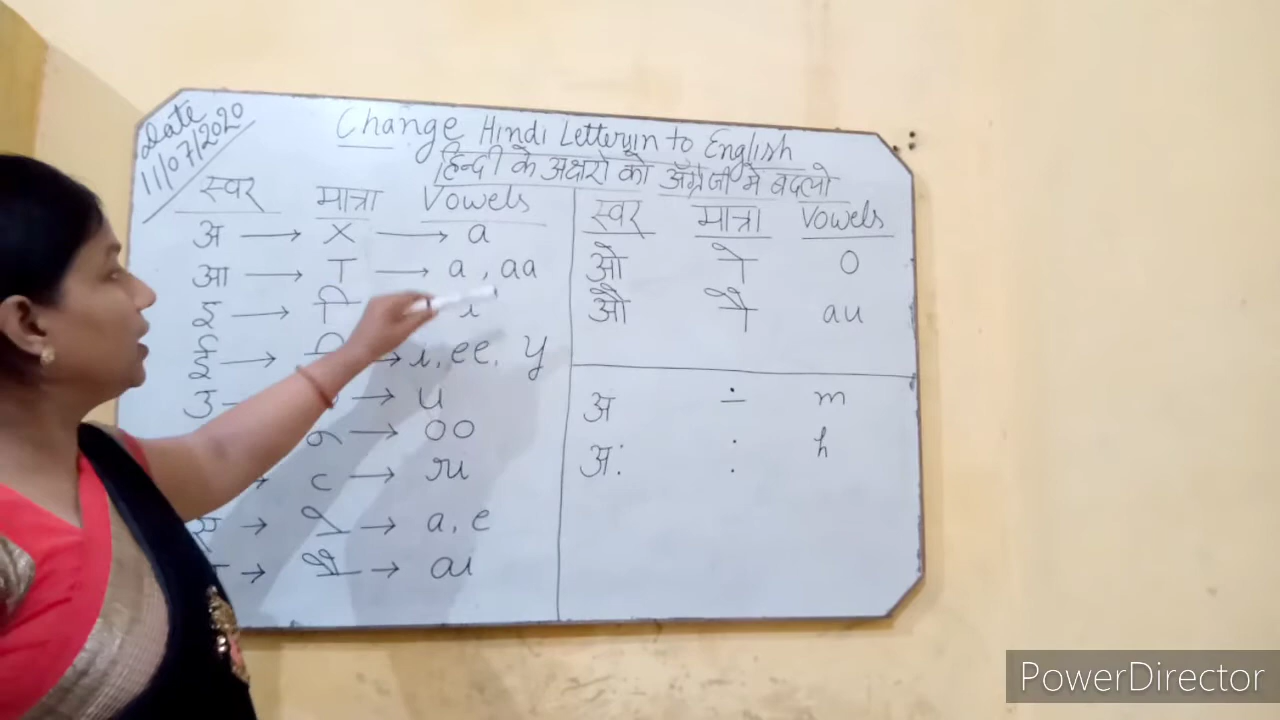 Date
11/07/2020
Change Hindi Letter in to English
हिन्दी के अक्षरो को अँग्रेजी मे बदलो
स्वर मात्रा Vowels
अ → X → a
आ → ा → a, aa
इ → ि i
ई → → i, ee, y
उ → u
ू → oo
ृ → ru
→ े → a, e
→ ै → ai
स्वर मात्रा Vowels
ओ ो o
औ ौ au
अ ÷ m
अ: : h
PowerDirector